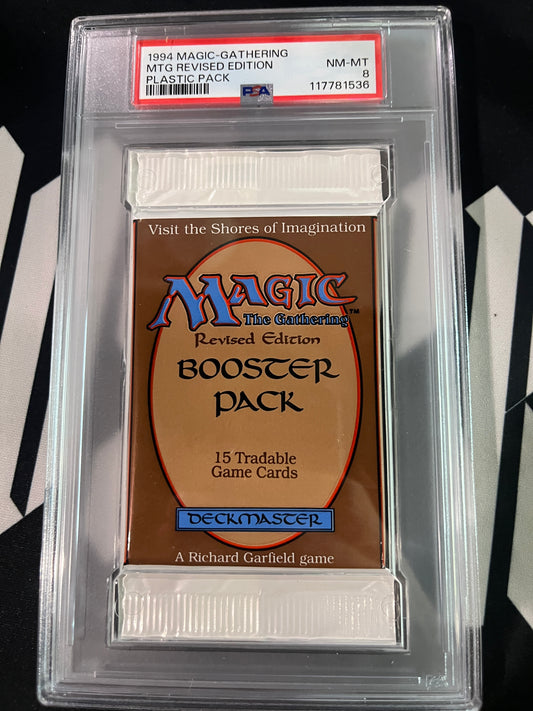 1994 MAGIC-GATHERING
MTG REVISED EDITION
PLASTIC PACK
NM-MT
8
117781536
PSA
Visit the Shores of Imagination
MAGIC
The Gathering™
Revised Edition
BOOSTER
PACK
15 Tradable
Game Cards
DECKMASTER
A Richard Garfield game